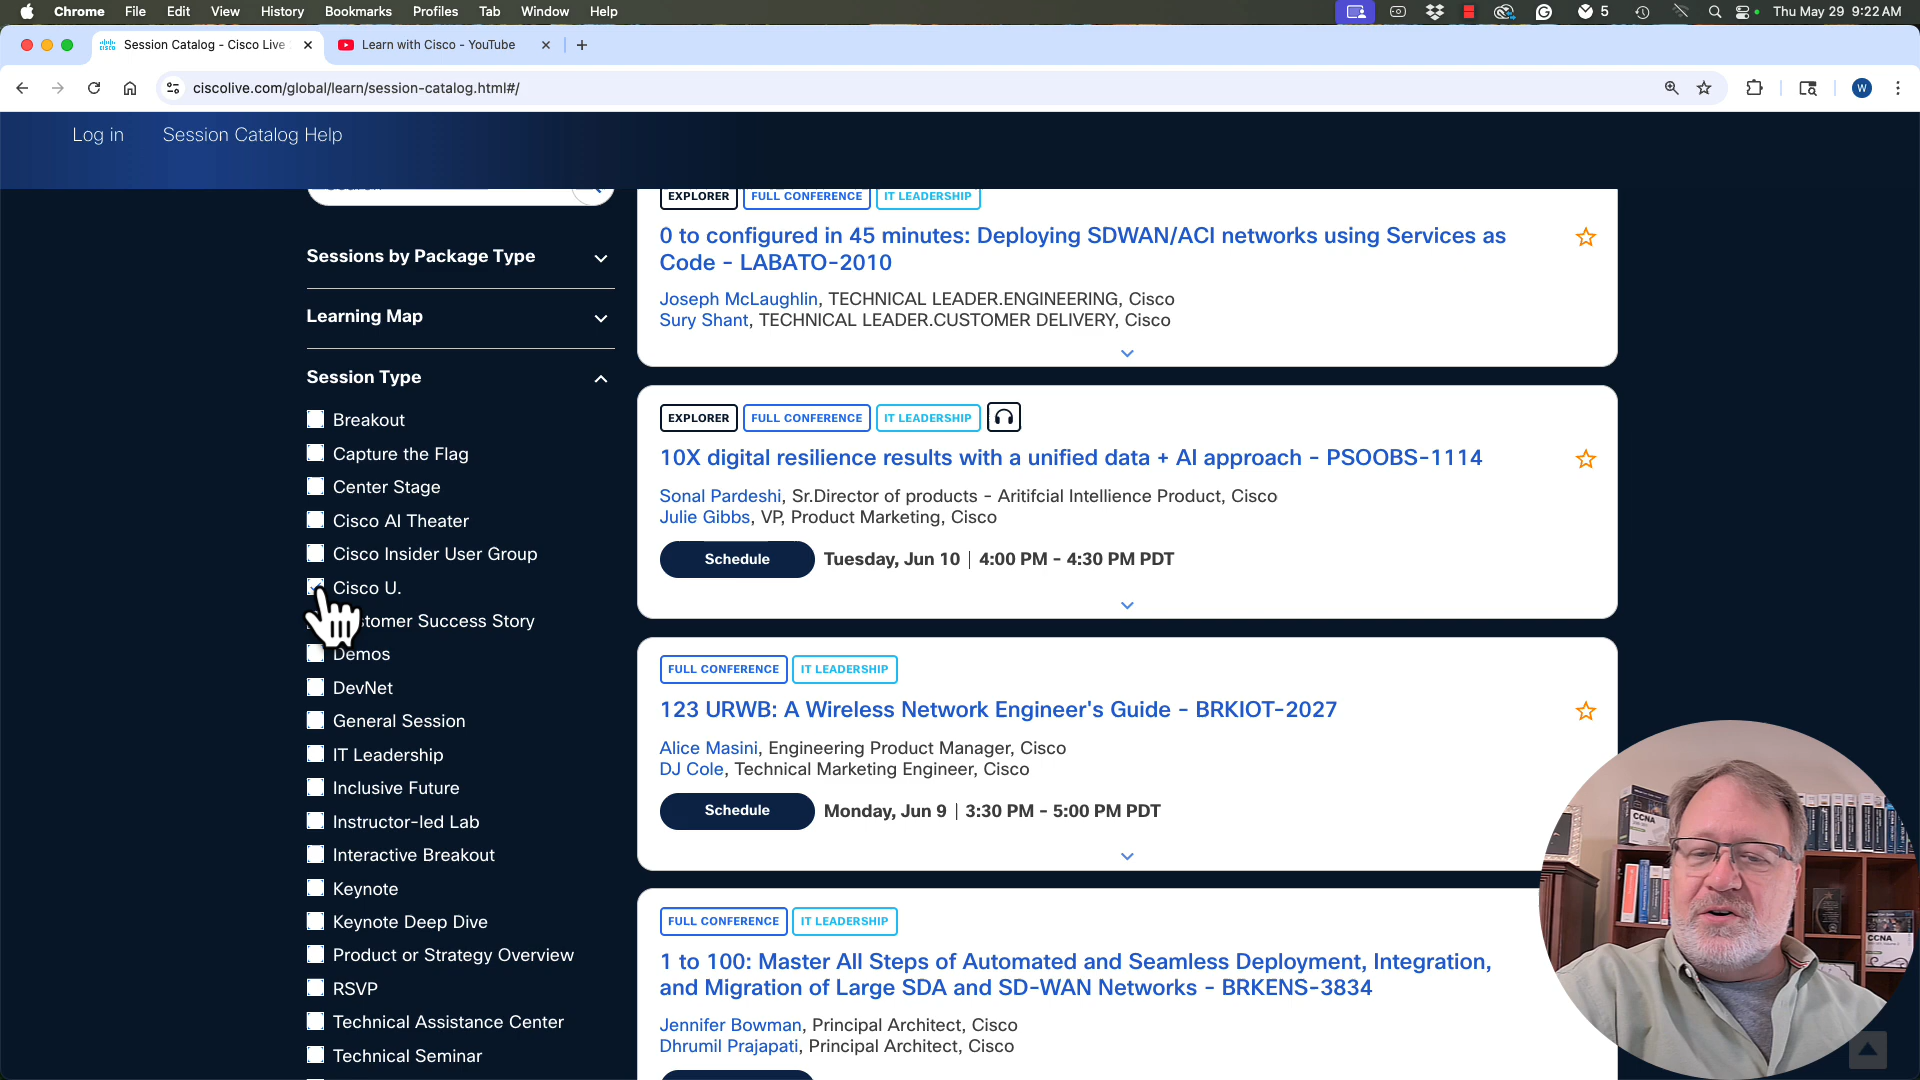 Chrome File Edit View History Bookmarks Profiles Tab Window Help
5 Thu May 29 9:22 AM
Session Catalog - Cisco Live
Learn with Cisco - YouTube
ciscolive.com/global/learn/session-catalog.html#/
W
Log in Session Catalog Help
Sessions by Package Type
Learning Map
Session Type
Breakout
Capture the Flag
Center Stage
Cisco AI Theater
Cisco Insider User Group
Cisco U.
Success Story
Demos
DevNet
General Session
IT Leadership
Inclusive Future
Instructor-led Lab
Interactive Breakout
Keynote
Keynote Deep Dive
Product or Strategy Overview
RSVP
Technical Assistance Center
Technical Seminar
EXPLORER FULL CONFERENCE IT LEADERSHIP
0 to configured in 45 minutes: Deploying SDWAN/ACI networks using Services as
Code - LABATO-2010
Joseph McLaughlin, TECHNICAL LEADER.ENGINEERING, Cisco
Sury Shant, TECHNICAL LEADER.CUSTOMER DELIVERY, Cisco
EXPLORER FULL CONFERENCE IT LEADERSHIP
10X digital resilience results with a unified data + AI approach - PSOOBS-1114
Sonal Pardeshi, Sr.Director of products - Aritifcial Intellience Product, Cisco
Julie Gibbs, VP, Product Marketing, Cisco
Schedule Tuesday, Jun 10 | 4:00 PM - 4:30 PM PDT
FULL CONFERENCE IT LEADERSHIP
123 URWB: A Wireless Network Engineer's Guide - BRKIOT-2027
Alice Masini, Engineering Product Manager, Cisco
DJ Cole, Technical Marketing Engineer, Cisco
Schedule Monday, Jun 9 | 3:30 PM - 5:00 PM PDT
FULL CONFERENCE IT LEADERSHIP
1 to 100: Master All Steps of Automated and Seamless Deployment, Integration,
and Migration of Large SDA and SD-WAN Networks - BRKENS-3834
Jennifer Bowman, Principal Architect, Cisco
Dhrumil Prajapati, Principal Architect, Cisco
CCNA
CCNA